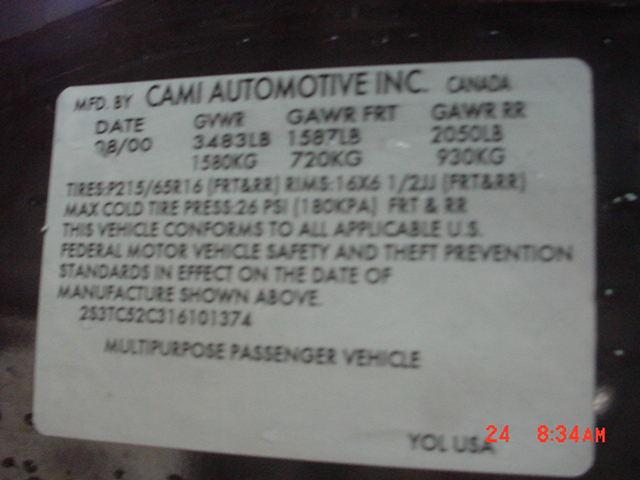 MFD. BY CAMI AUTOMOTIVE INC. CANADA
DATE GVWR GAWR FRT GAWR RR
08/00 3483LB 1587LB 2050LB
1580KG 720KG 930KG
TIRES:P215/65R16 (FRT&RR) RIMS:16X6 1/2JJ (FRT&RR)
MAX COLD TIRE PRESS:26 PSI (180KPA) FRT & RR
THIS VEHICLE CONFORMS TO ALL APPLICABLE U.S.
FEDERAL MOTOR VEHICLE SAFETY AND THEFT PREVENTION
STANDARDS IN EFFECT ON THE DATE OF
MANUFACTURE SHOWN ABOVE.
2S3TC52C316101374
MULTIPURPOSE PASSENGER VEHICLE
YOL USA
24 8:34AM